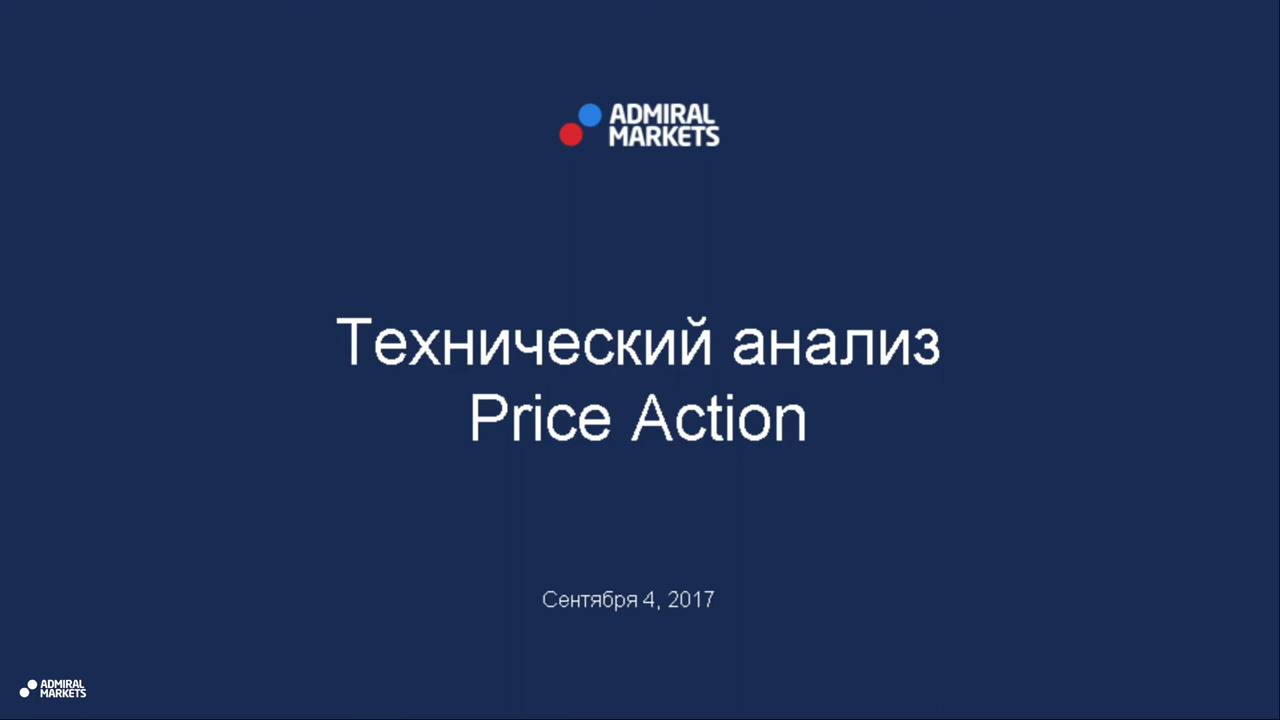 ADMIRAL
MARKETS
Технический анализ
Price Action
Сентября 4, 2017
ADMIRAL
MARKETS